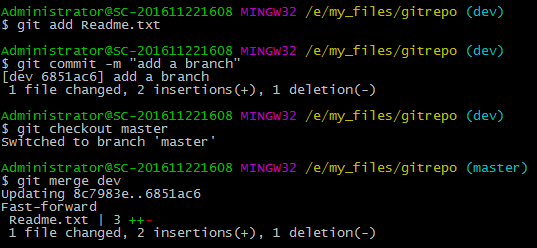 Administrator@SC-201611221608 MINGW32 /e/my_files/gitrepo (dev)
$ git add Readme.txt
Administrator@SC-201611221608 MINGW32 /e/my_files/gitrepo (dev)
$ git commit -m "add a branch"
[dev 6851ac6] add a branch
 1 file changed, 2 insertions(+), 1 deletion(-)
Administrator@SC-201611221608 MINGW32 /e/my_files/gitrepo (dev)
$ git checkout master
Switched to branch 'master'
Administrator@SC-201611221608 MINGW32 /e/my_files/gitrepo (master)
$ git merge dev
Updating 8c7983e..6851ac6
Fast-forward
 Readme.txt | 3 ++-
 1 file changed, 2 insertions(+), 1 deletion(-)